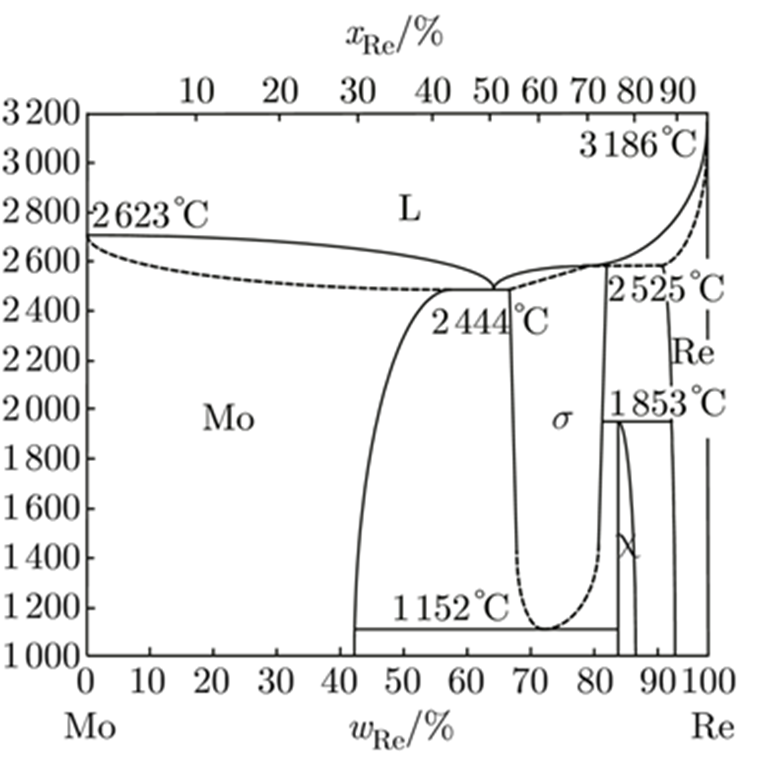 x_Re/%
10 20 30 40 50 60 70 80 90
3 200
3 186℃
3 000
2 800
2 623℃
L
2 600
2 525℃
2 400
2 444℃
2 200
Re
2 000
1 853℃
Mo
σ
1 800
1 600
χ
1 400
1 200
1 152℃
1 000
0 10 20 30 40 50 60 70 80 90 100
Mo
w_Re/%
Re